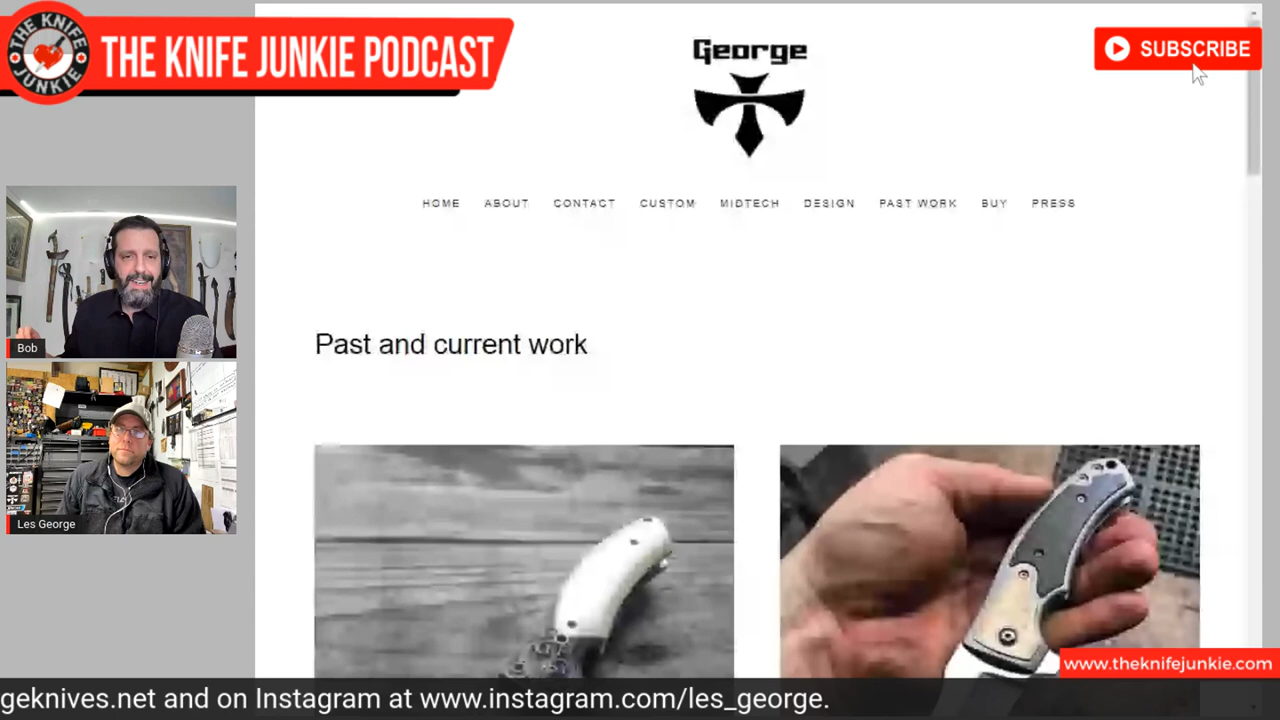 THE KNIFE
JUNKIE
THE KNIFE JUNKIE PODCAST
George
SUBSCRIBE
HOME ABOUT CONTACT CUSTOM MIDTECH DESIGN PAST WORK BUY PRESS
Past and current work
Bob
Les George
www.theknifejunkie.com
geknives.net and on Instagram at www.instagram.com/les_george.